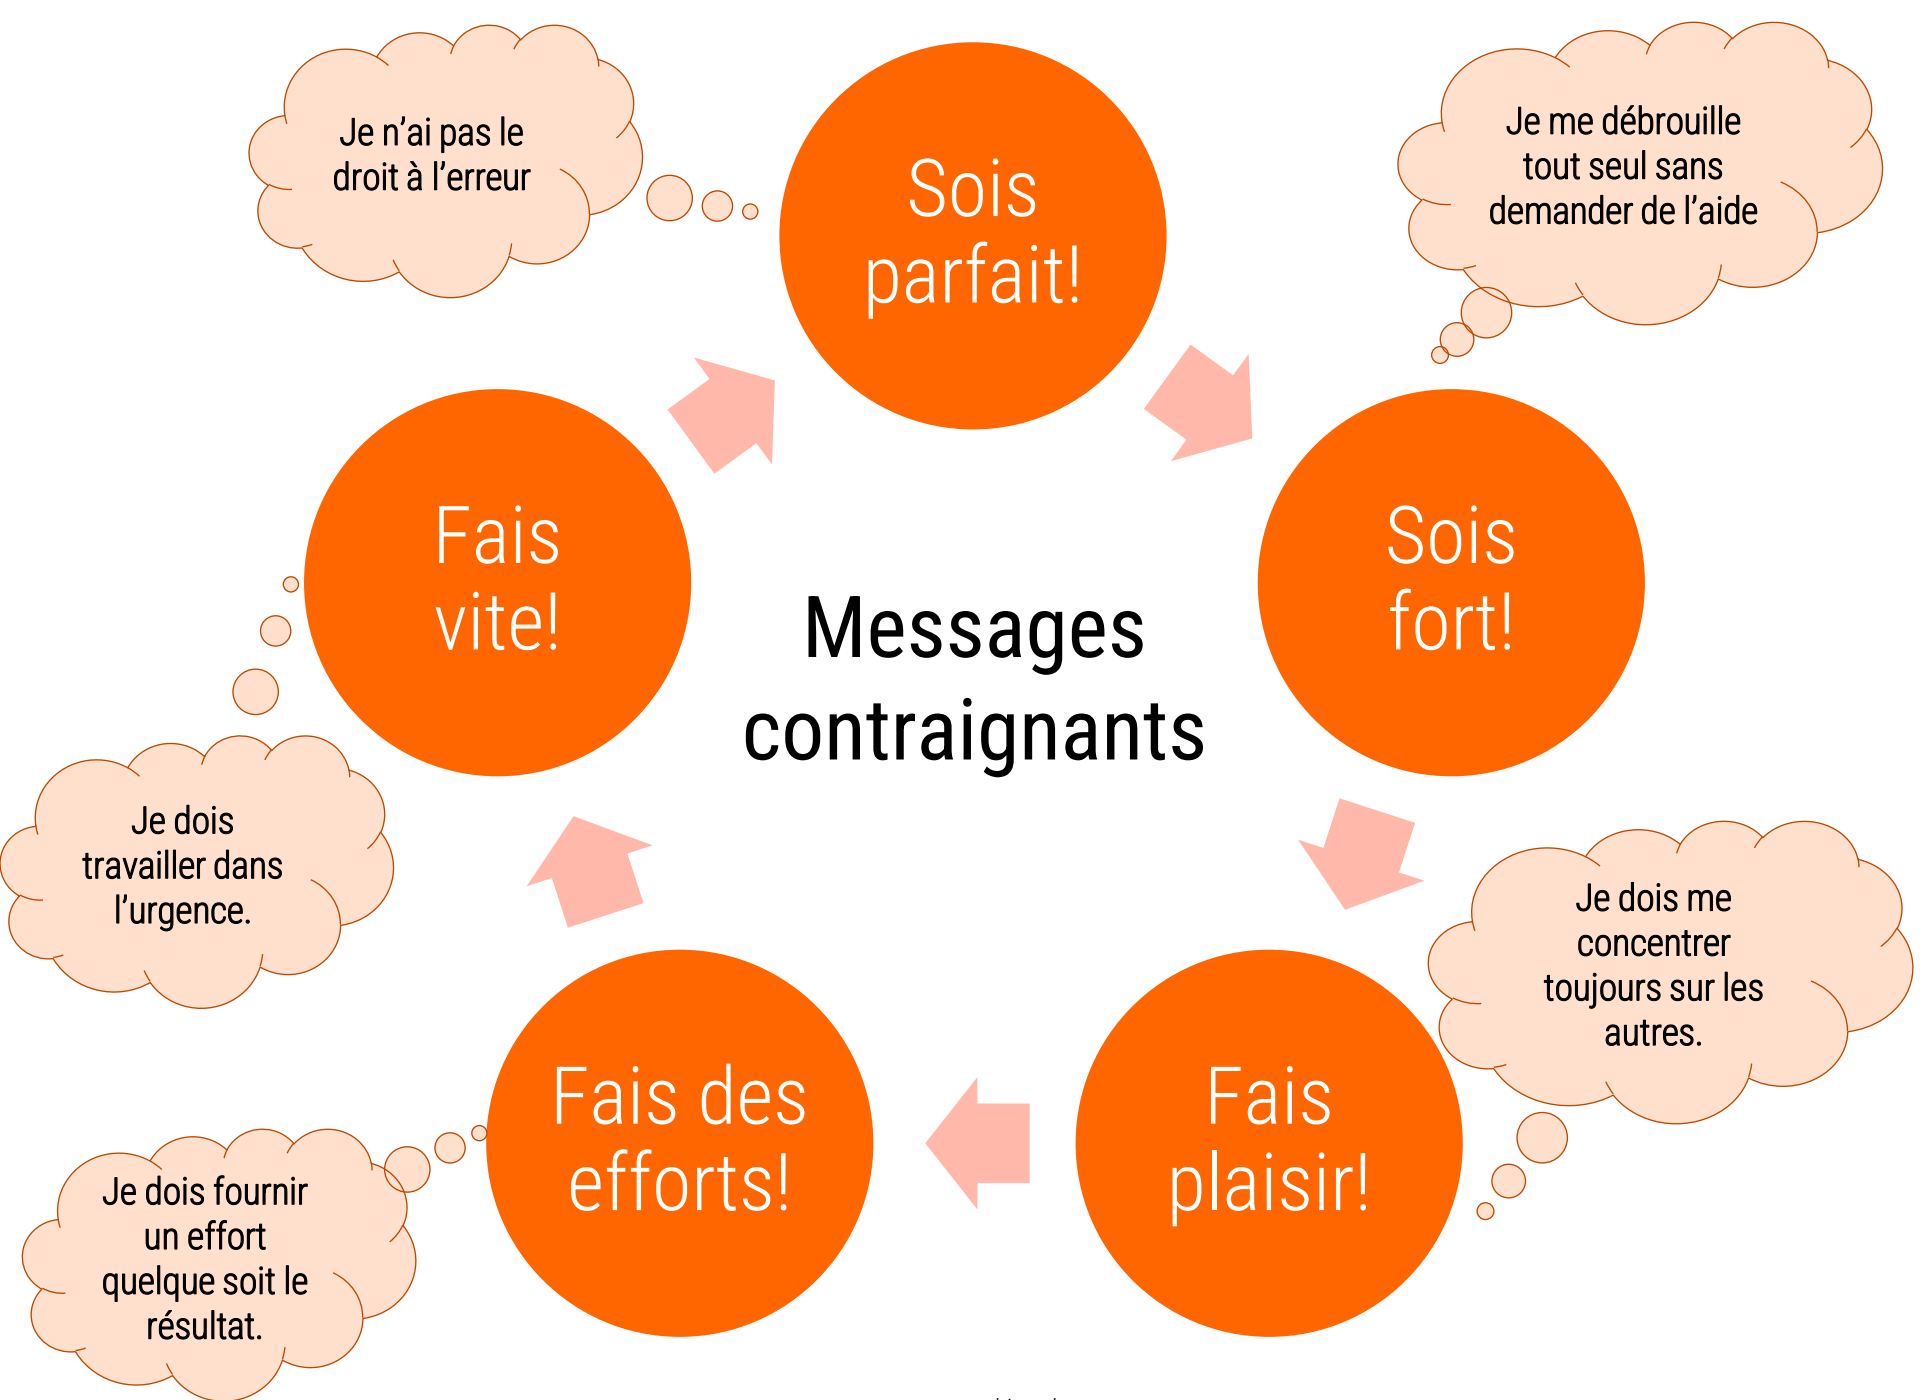 Je n’ai pas le
droit à l’erreur
Sois
parfait!
Je me débrouille
tout seul sans
demander de l’aide
Fais
vite!
Sois
fort!
Messages
contraignants
Je dois
travailler dans
l’urgence.
Je dois me
concentrer
toujours sur les
autres.
Fais des
efforts!
Fais
plaisir!
Je dois fournir
un effort
quelque soit le
résultat.